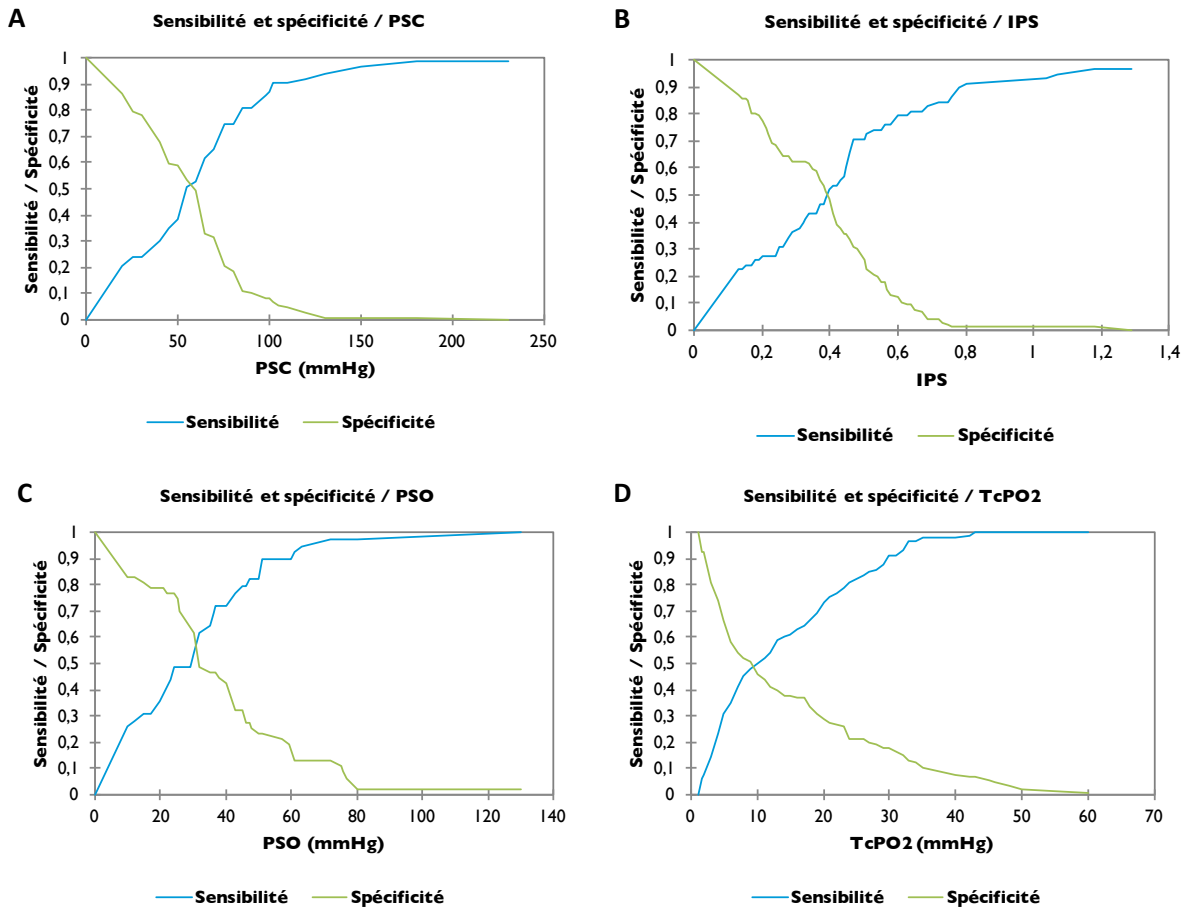 A
Sensibilité et spécificité / PSC
Sensibilité / Spécificité
1
0,9
0,8
0,7
0,6
0,5
0,4
0,3
0,2
0,1
0
0 50 100 150 200 250
PSC (mmHg)
Sensibilité Spécificité
B
Sensibilité et spécificité / IPS
Sensibilité / Spécificité
1
0,9
0,8
0,7
0,6
0,5
0,4
0,3
0,2
0,1
0
0 0,2 0,4 0,6 0,8 1 1,2 1,4
IPS
Sensibilité Spécificité
C
Sensibilité et spécificité / PSO
Sensibilité / Spécificité
1
0,9
0,8
0,7
0,6
0,5
0,4
0,3
0,2
0,1
0
0 20 40 60 80 100 120 140
PSO (mmHg)
Sensibilité Spécificité
D
Sensibilité et spécificité / TcPO2
Sensibilité / Spécificité
1
0,9
0,8
0,7
0,6
0,5
0,4
0,3
0,2
0,1
0
0 10 20 30 40 50 60 70
TcPO2 (mmHg)
Sensibilité Spécificité